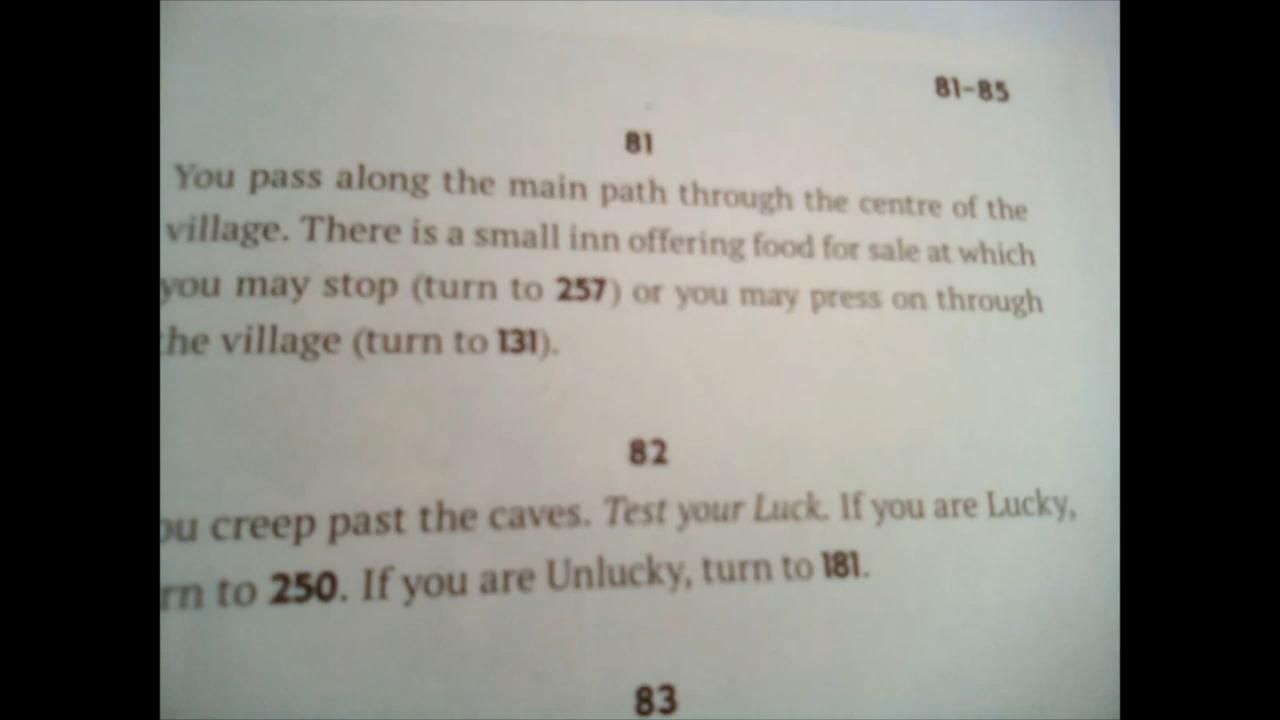 81-85
81
You pass along the main path through the centre of the
village. There is a small inn offering food for sale at which
you may stop (turn to 257) or you may press on through
he village (turn to 131).
82
ou creep past the caves. Test your Luck. If you are Lucky,
rn to 250. If you are Unlucky, turn to 181.
83